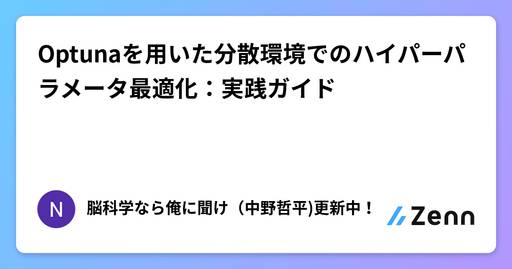 Optunaを用いた分散環境でのハイパーパ
ラメータ最適化：実践ガイド
N
脳科学なら俺に聞け（中野哲平)更新中！
Zenn